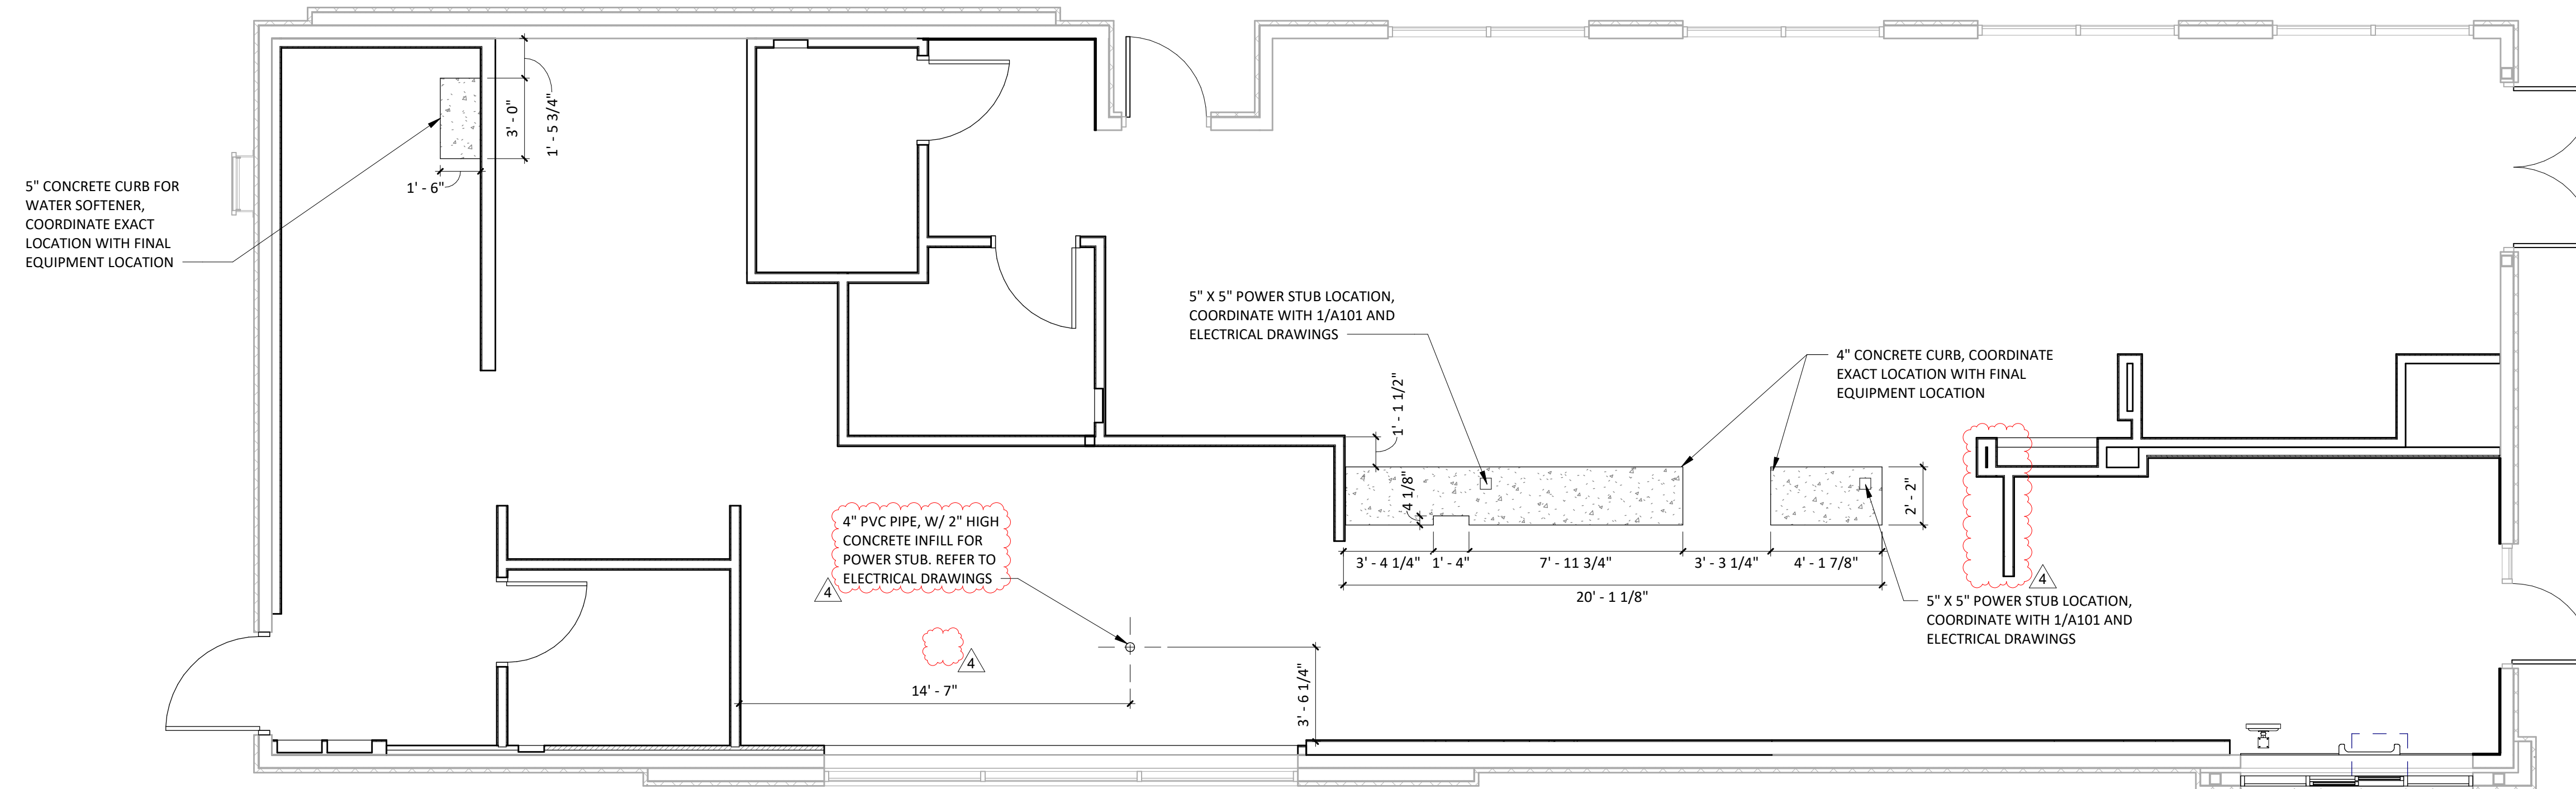 3' - 0"
1' - 5 3/4"
1' - 6"
5" CONCRETE CURB FOR
WATER SOFTENER,
COORDINATE EXACT
LOCATION WITH FINAL
EQUIPMENT LOCATION
5" X 5" POWER STUB LOCATION,
COORDINATE WITH 1/A101 AND
ELECTRICAL DRAWINGS
4" CONCRETE CURB, COORDINATE
EXACT LOCATION WITH FINAL
EQUIPMENT LOCATION
1' - 1 1/2"
4 1/8"
2' - 2"
4" PVC PIPE, W/ 2" HIGH
CONCRETE INFILL FOR
POWER STUB. REFER TO
ELECTRICAL DRAWINGS
4
3' - 4 1/4"
1' - 4"
7' - 11 3/4"
3' - 3 1/4"
4' - 1 7/8"
20' - 1 1/8"
4
5" X 5" POWER STUB LOCATION,
COORDINATE WITH 1/A101 AND
ELECTRICAL DRAWINGS
4
14' - 7"
3' - 6 1/4"